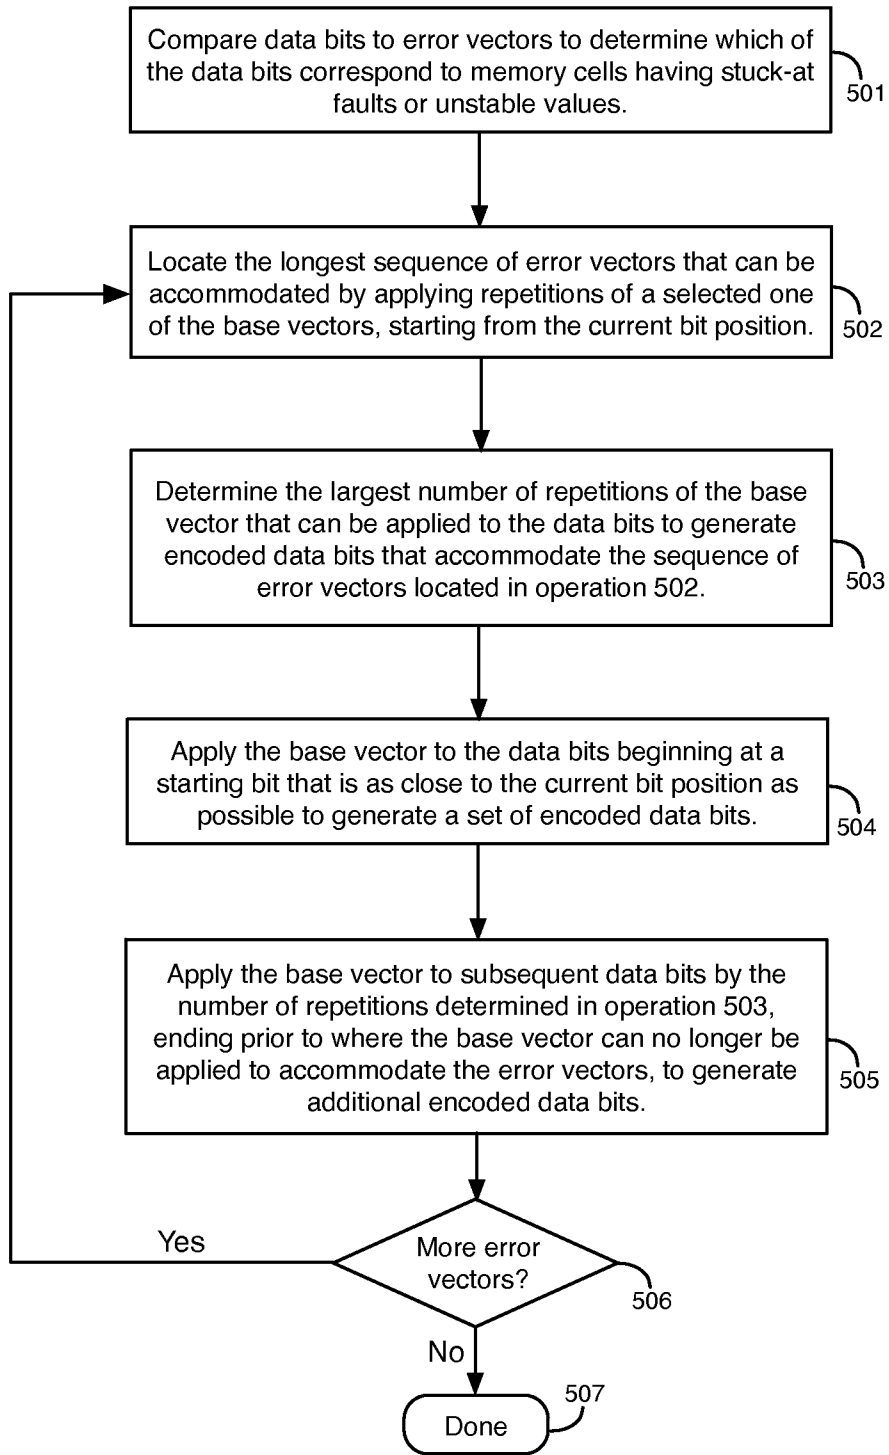 Compare data bits to error vectors to determine which of
the data bits correspond to memory cells having stuck-at
faults or unstable values.
501
Locate the longest sequence of error vectors that can be
accommodated by applying repetitions of a selected one
of the base vectors, starting from the current bit position.
502
Determine the largest number of repetitions of the base
vector that can be applied to the data bits to generate
encoded data bits that accommodate the sequence of
error vectors located in operation 502.
503
Apply the base vector to the data bits beginning at a
starting bit that is as close to the current bit position as
possible to generate a set of encoded data bits.
504
Apply the base vector to subsequent data bits by the
number of repetitions determined in operation 503,
ending prior to where the base vector can no longer be
applied to accommodate the error vectors, to generate
additional encoded data bits.
505
Yes
More error
vectors?
506
No
507
Done